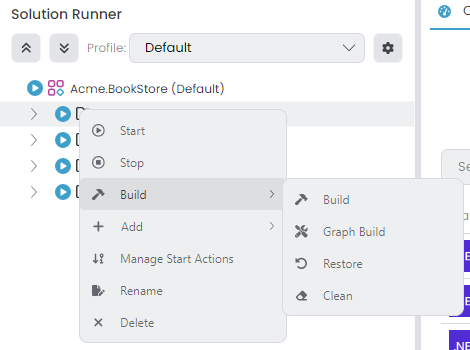 Solution Runner
Profile:
Default
Acme.BookStore (Default)
Start
Stop
Build
Add
Manage Start Actions
Rename
Delete
Build
Graph Build
Restore
Clean